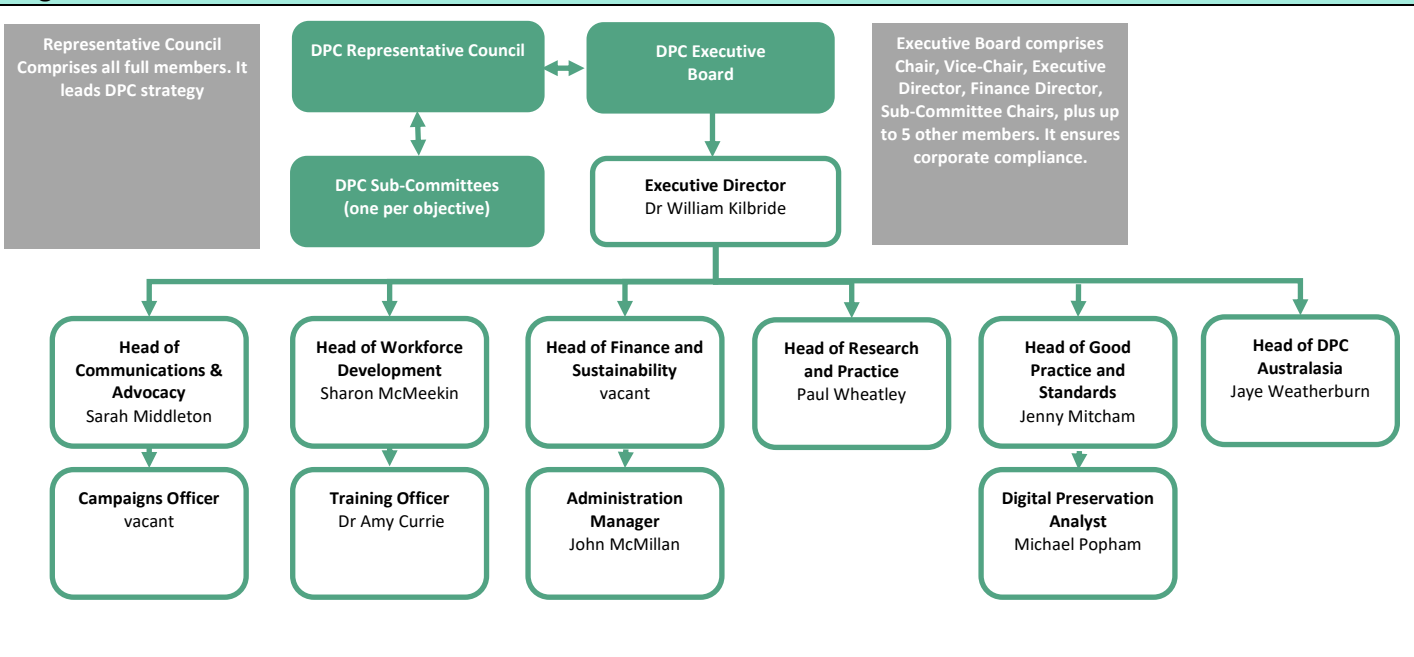 Representative Council
Comprises all full members. It
leads DPC strategy
DPC Representative Council
DPC Executive
Board
Executive Board comprises
Chair, Vice-Chair, Executive
Director, Finance Director,
Sub-Committee Chairs, plus up
to 5 other members. It ensures
corporate compliance.
DPC Sub-Committees
(one per objective)
Executive Director
Dr William Kilbride
Head of
Communications &
Advocacy
Sarah Middleton
Head of Workforce
Development
Sharon McMeekin
Head of Finance and
Sustainability
vacant
Head of Research
and Practice
Paul Wheatley
Head of Good
Practice and
Standards
Jenny Mitcham
Head of DPC
Australasia
Jaye Weatherburn
Campaigns Officer
vacant
Training Officer
Dr Amy Currie
Administration
Manager
John McMillan
Digital Preservation
Analyst
Michael Popham